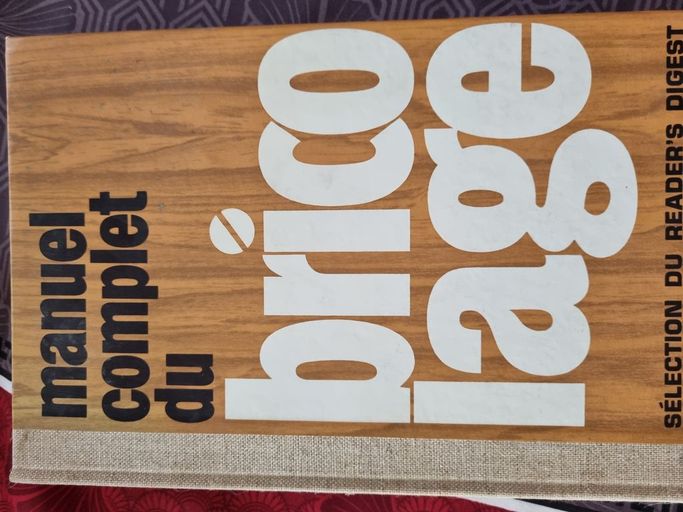 manuel
complet
du
brico
lage
SÉLECTION DU READER'S DIGEST